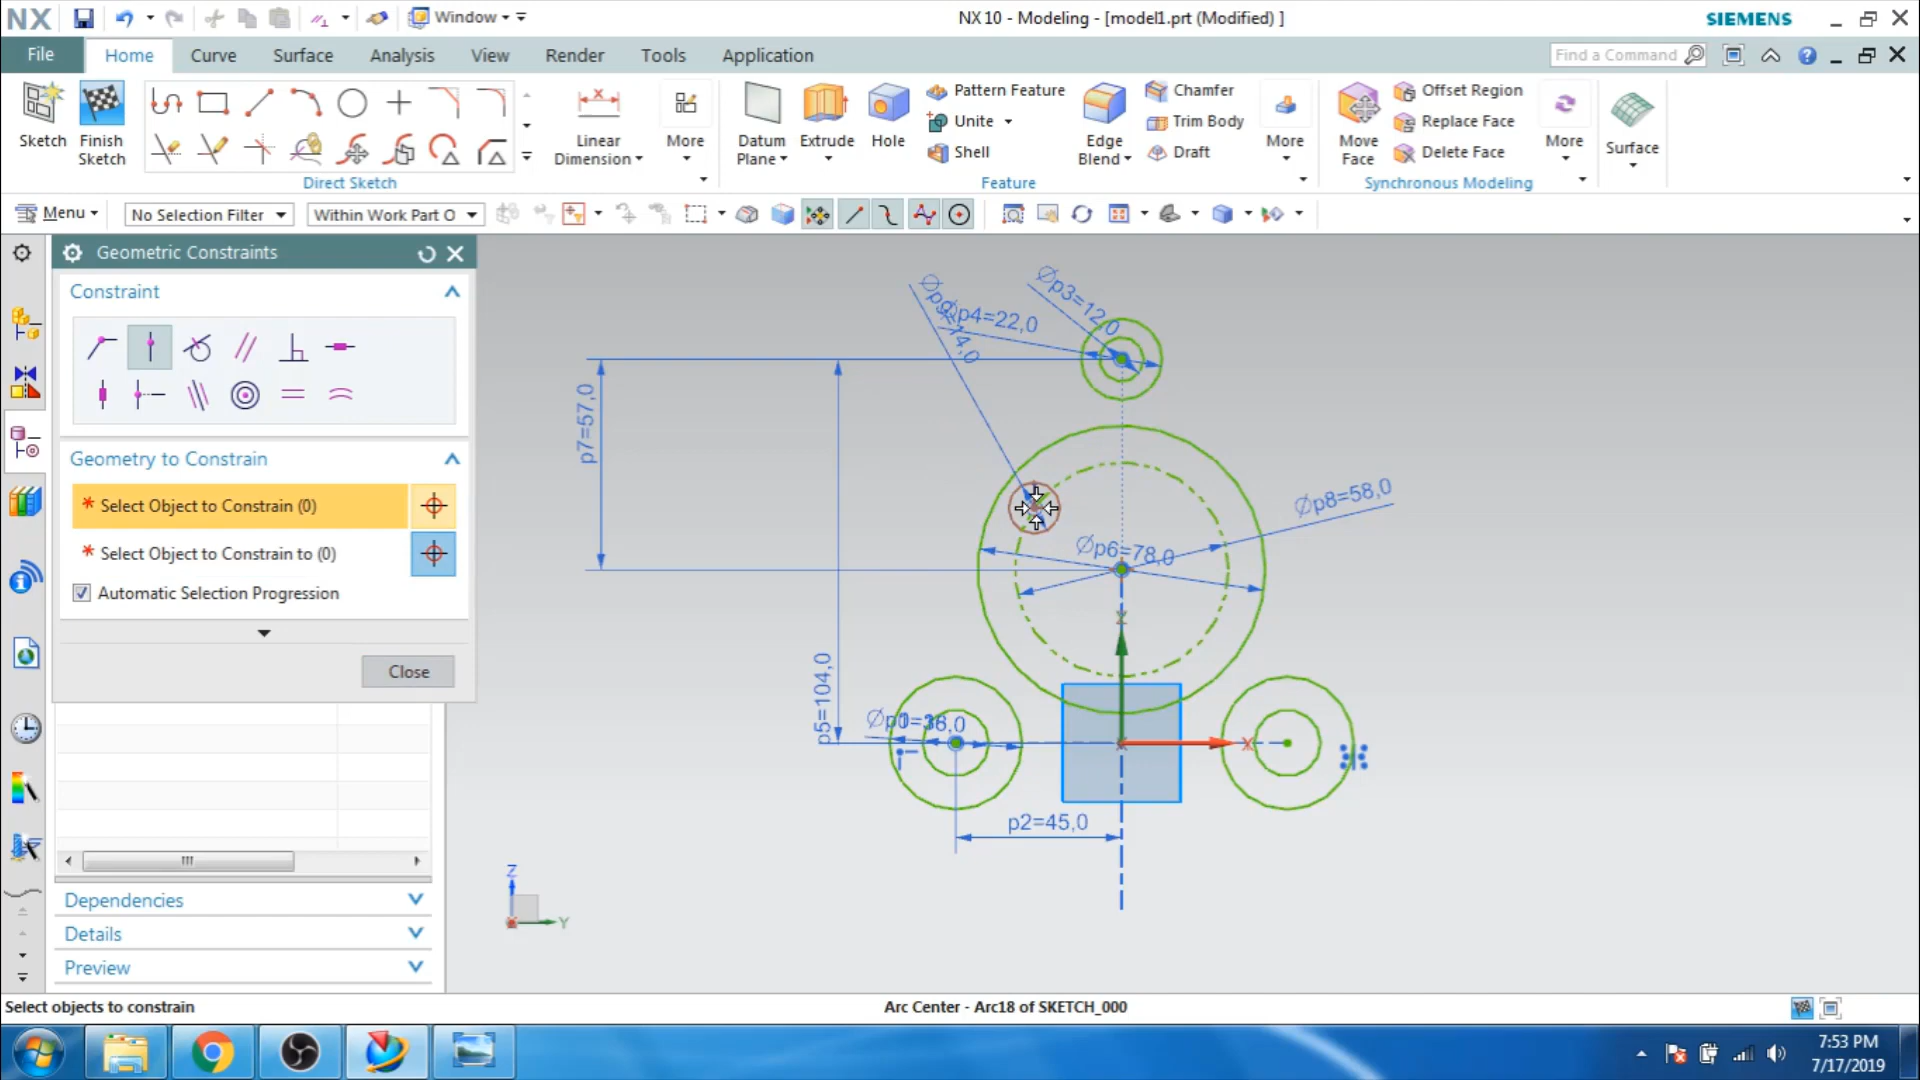 NX
Window
NX 10 - Modeling - [model1.prt (Modified) ]
SIEMENS
File
Home
Curve
Surface
Analysis
View
Render
Tools
Application
Find a Command
Sketch
Finish
Sketch
Linear
Dimension
More
Datum
Plane
Extrude
Hole
Pattern Feature
Unite
Shell
Edge
Blend
Chamfer
Trim Body
Draft
More
Move
Face
Offset Region
Replace Face
Delete Face
More
Surface
Direct Sketch
Feature
Synchronous Modeling
Menu
No Selection Filter
Within Work Part O
Geometric Constraints
Constraint
Geometry to Constrain
* Select Object to Constrain (0)
* Select Object to Constrain to (0)
Automatic Selection Progression
Close
Dependencies
Details
Preview
Øp3=12,0
Øp4=22,0
p7=57,0
Øp8=58,0
Øp6=78,0
p5=104,0
p2=45,0
X
Z
Y
Select objects to constrain
Arc Center - Arc18 of SKETCH_000
7:53 PM
7/17/2019